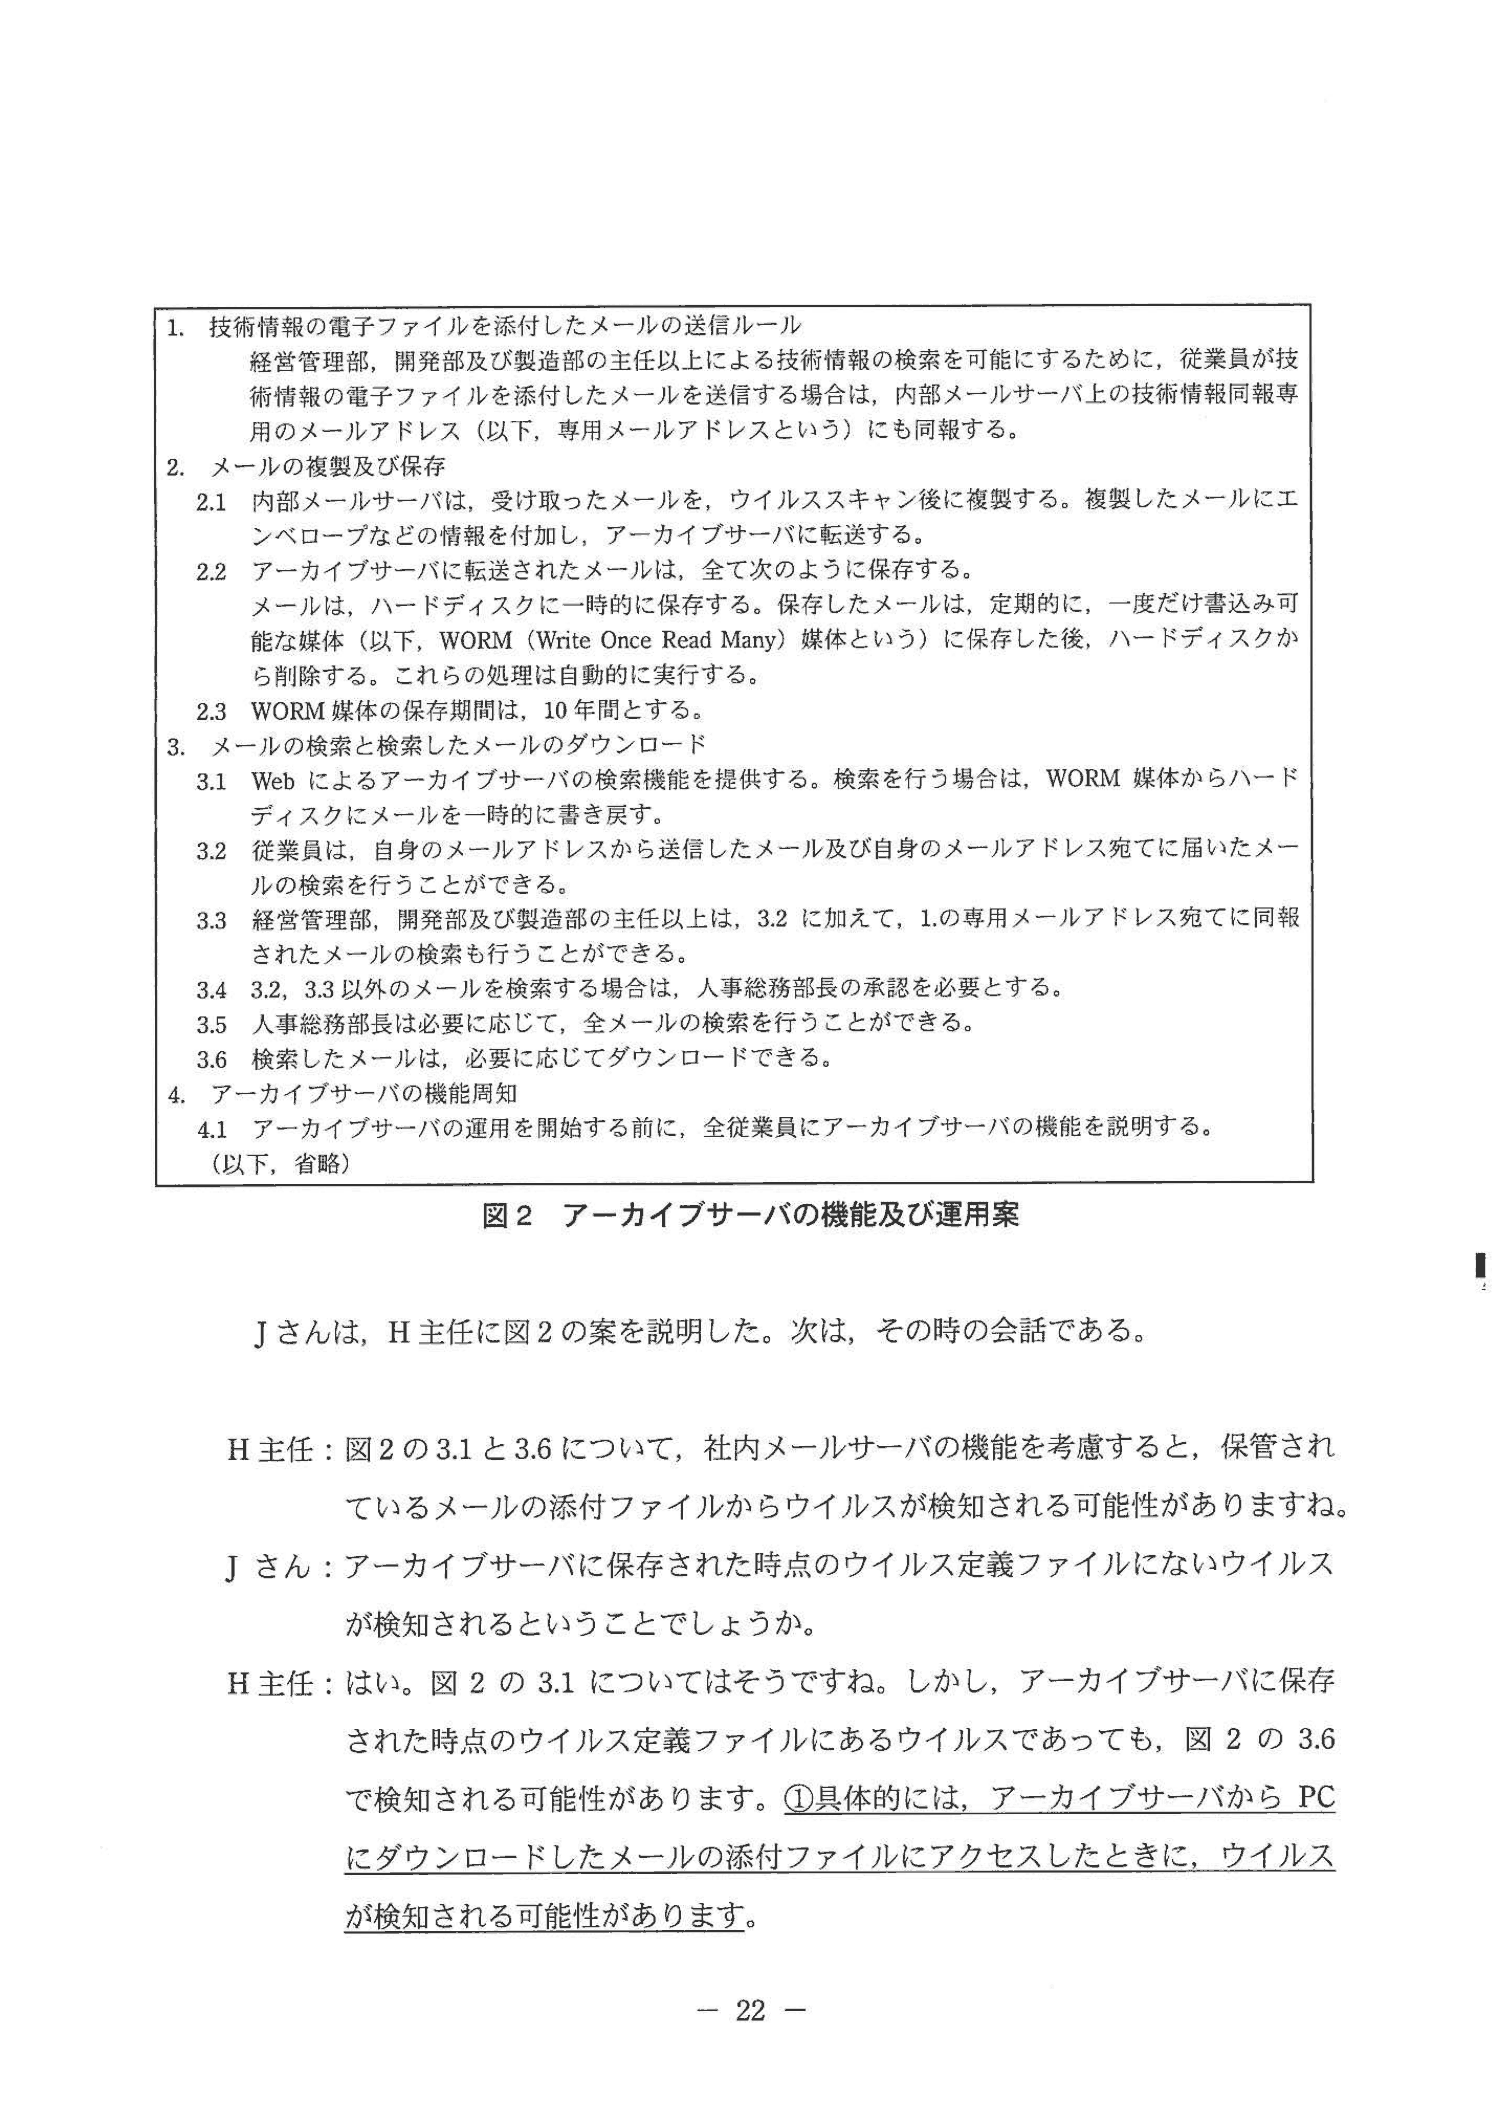 1. 技術情報の電子ファイルを添付したメールの送信ルール
経営管理部，開発部及び製造部の主任以上による技術情報の検索を可能にするために，従業員が技
術情報の電子ファイルを添付したメールを送信する場合は，内部メールサーバ上の技術情報同報専
用のメールアドレス（以下，専用メールアドレスという）にも同報する。
2. メールの複製及び保存
2.1 内部メールサーバは，受け取ったメールを，ウイルススキャン後に複製する。複製したメールにエ
ンベロープなどの情報を付加し，アーカイブサーバに転送する。
2.2 アーカイブサーバに転送されたメールは，全て次のように保存する。
メールは，ハードディスクに一時的に保存する。保存したメールは，定期的に，一度だけ書込み可
能な媒体（以下，WORM（Write Once Read Many）媒体という）に保存した後，ハードディスクか
ら削除する。これらの処理は自動的に実行する。
2.3 WORM 媒体の保存期間は，10 年間とする。
3. メールの検索と検索したメールのダウンロード
3.1 Web によるアーカイブサーバの検索機能を提供する。検索を行う場合は，WORM 媒体からハード
ディスクにメールを一時的に書き戻す。
3.2 従業員は，自身のメールアドレスから送信したメール及び自身のメールアドレス宛てに届いたメー
ルの検索を行うことができる。
3.3 経営管理部，開発部及び製造部の主任以上は，3.2 に加えて，1.の専用メールアドレス宛てに同報
されたメールの検索も行うことができる。
3.4 3.2，3.3 以外のメールを検索する場合は，人事総務部長の承認を必要とする。
3.5 人事総務部長は必要に応じて，全メールの検索を行うことができる。
3.6 検索したメールは，必要に応じてダウンロードできる。
4. アーカイブサーバの機能周知
4.1 アーカイブサーバの運用を開始する前に，全従業員にアーカイブサーバの機能を説明する。
（以下，省略）
図2 アーカイブサーバの機能及び運用案
J さんは，H 主任に図 2 の案を説明した。次は，その時の会話である。
H 主任：図 2 の 3.1 と 3.6 について，社内メールサーバの機能を考慮すると，保管され
ているメールの添付ファイルからウイルスが検知される可能性がありますね。
J さん：アーカイブサーバに保存された時点のウイルス定義ファイルにないウイルス
が検知されるということでしょうか。
H 主任：はい。図 2 の 3.1 についてはそうですね。しかし，アーカイブサーバに保存
された時点のウイルス定義ファイルにあるウイルスであっても，図 2 の 3.6
で検知される可能性があります。①具体的には，アーカイブサーバから PC
にダウンロードしたメールの添付ファイルにアクセスしたときに，ウイルス
が検知される可能性があります。
－ 22 －